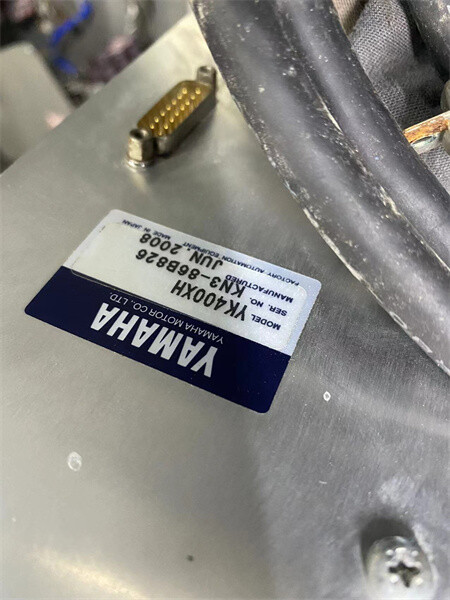 YAMAHA
YAMAHA MOTOR CO., LTD.
MODEL YK400XH
SER. NO. KN3-86B826
MANUFACTURED JUN 2008
FACTORY AUTOMATION EQUIPMENT MADE IN JAPAN